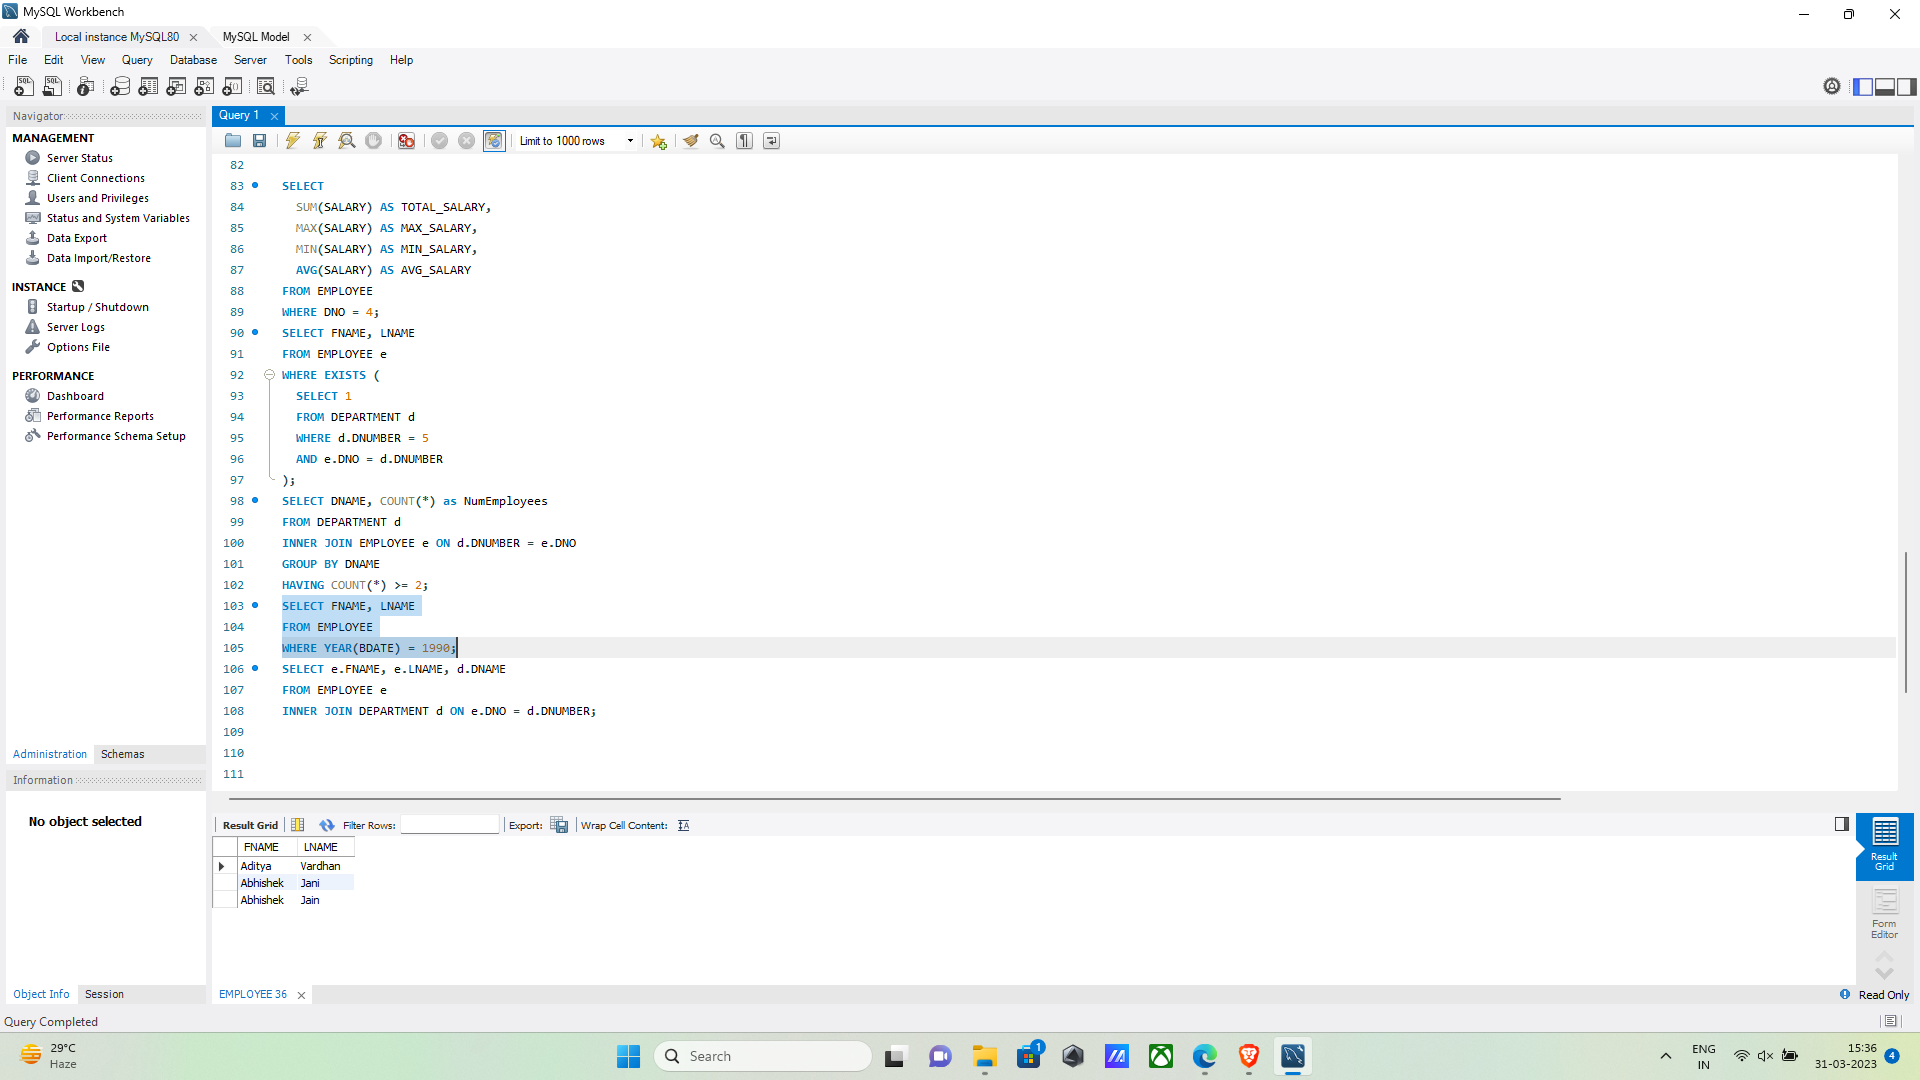 MySQL Workbench
Local instance MySQL80
MySQL Model
File Edit View Query Database Server Tools Scripting Help
Navigator
MANAGEMENT
Server Status
Client Connections
Users and Privileges
Status and System Variables
Data Export
Data Import/Restore
INSTANCE
Startup / Shutdown
Server Logs
Options File
PERFORMANCE
Dashboard
Performance Reports
Performance Schema Setup
Administration Schemas
Information
No object selected
Object Info Session
Query 1
Limit to 1000 rows
82
83 SELECT
84 SUM(SALARY) AS TOTAL_SALARY,
85 MAX(SALARY) AS MAX_SALARY,
86 MIN(SALARY) AS MIN_SALARY,
87 AVG(SALARY) AS AVG_SALARY
88 FROM EMPLOYEE
89 WHERE DNO = 4;
90 SELECT FNAME, LNAME
91 FROM EMPLOYEE e
92 WHERE EXISTS (
93 SELECT 1
94 FROM DEPARTMENT d
95 WHERE d.DNUMBER = 5
96 AND e.DNO = d.DNUMBER
97 );
98 SELECT DNAME, COUNT(*) as NumEmployees
99 FROM DEPARTMENT d
100 INNER JOIN EMPLOYEE e ON d.DNUMBER = e.DNO
101 GROUP BY DNAME
102 HAVING COUNT(*) >= 2;
103 SELECT FNAME, LNAME
104 FROM EMPLOYEE
105 WHERE YEAR(BDATE) = 1990;
106 SELECT e.FNAME, e.LNAME, d.DNAME
107 FROM EMPLOYEE e
108 INNER JOIN DEPARTMENT d ON e.DNO = d.DNUMBER;
109
110
111
Result Grid Filter Rows: Export: Wrap Cell Content:
FNAME LNAME
Aditya Vardhan
Abhishek Jani
Abhishek Jain
Result
Grid
Form
Editor
EMPLOYEE 36
Read Only
Query Completed
29°C
Haze
Search
1
ENG
IN
15:36
31-03-2023
4